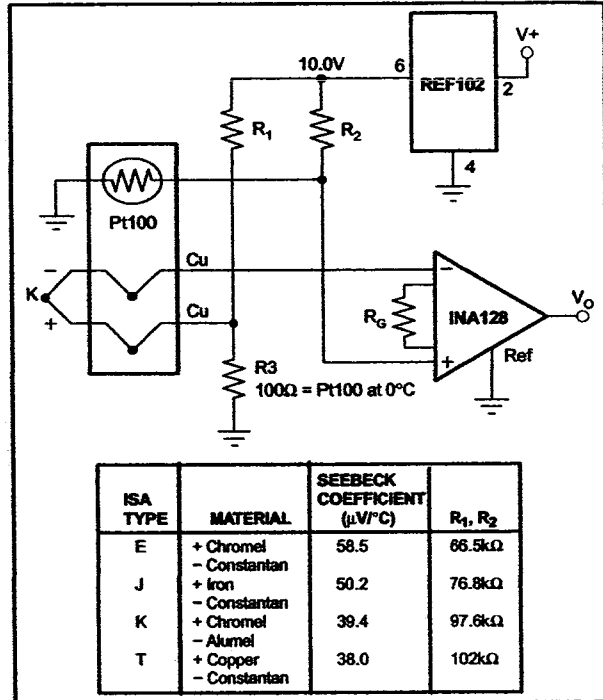 V+
10.0V
6
REF102
2
R1
R2
4
Pt100
Cu
−
K
Cu
+
−
RG
INA128
VO
+
Ref
R3
100Ω = Pt100 at 0°C
ISA TYPE
MATERIAL
SEEBECK COEFFICIENT (μV/°C)
R1, R2
E
+ Chromel
− Constantan
58.5
66.5kΩ
J
+ Iron
− Constantan
50.2
76.8kΩ
K
+ Chromel
− Alumel
39.4
97.6kΩ
T
+ Copper
− Constantan
38.0
102kΩ